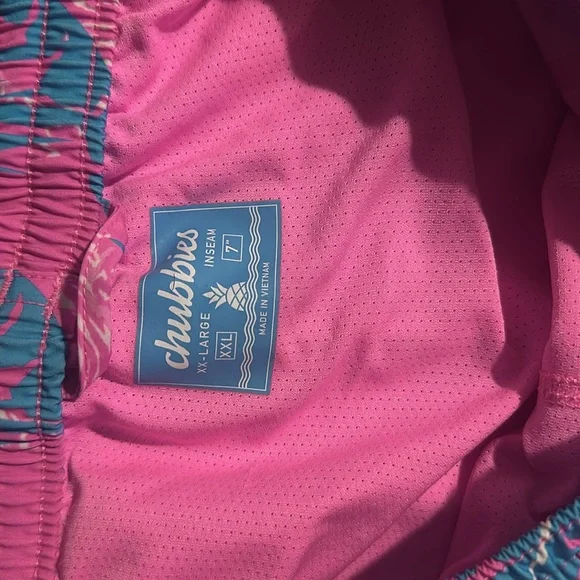 chubbies
XX-LARGE INSEAM
XXL 7"
MADE IN VIETNAM